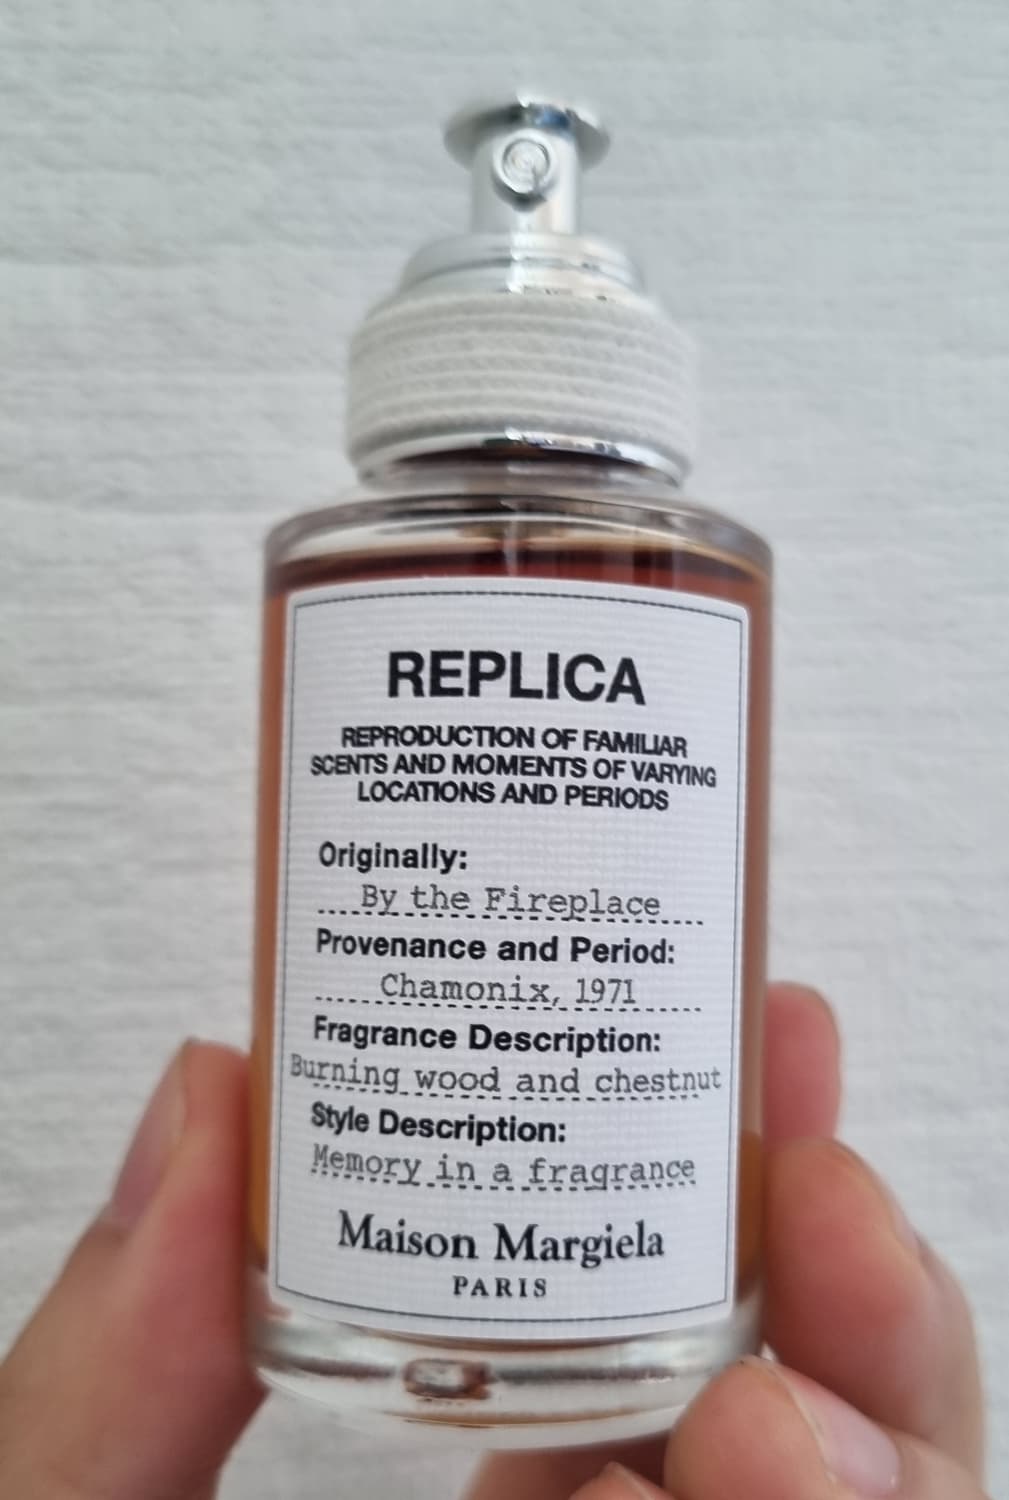 REPLICA
REPRODUCTION OF FAMILIAR
SCENTS AND MOMENTS OF VARYING
LOCATIONS AND PERIODS
Originally:
By the Fireplace
Provenance and Period:
Chamonix, 1971
Fragrance Description:
Burning wood and chestnut
Style Description:
Memory in a fragrance
Maison Margiela
PARIS